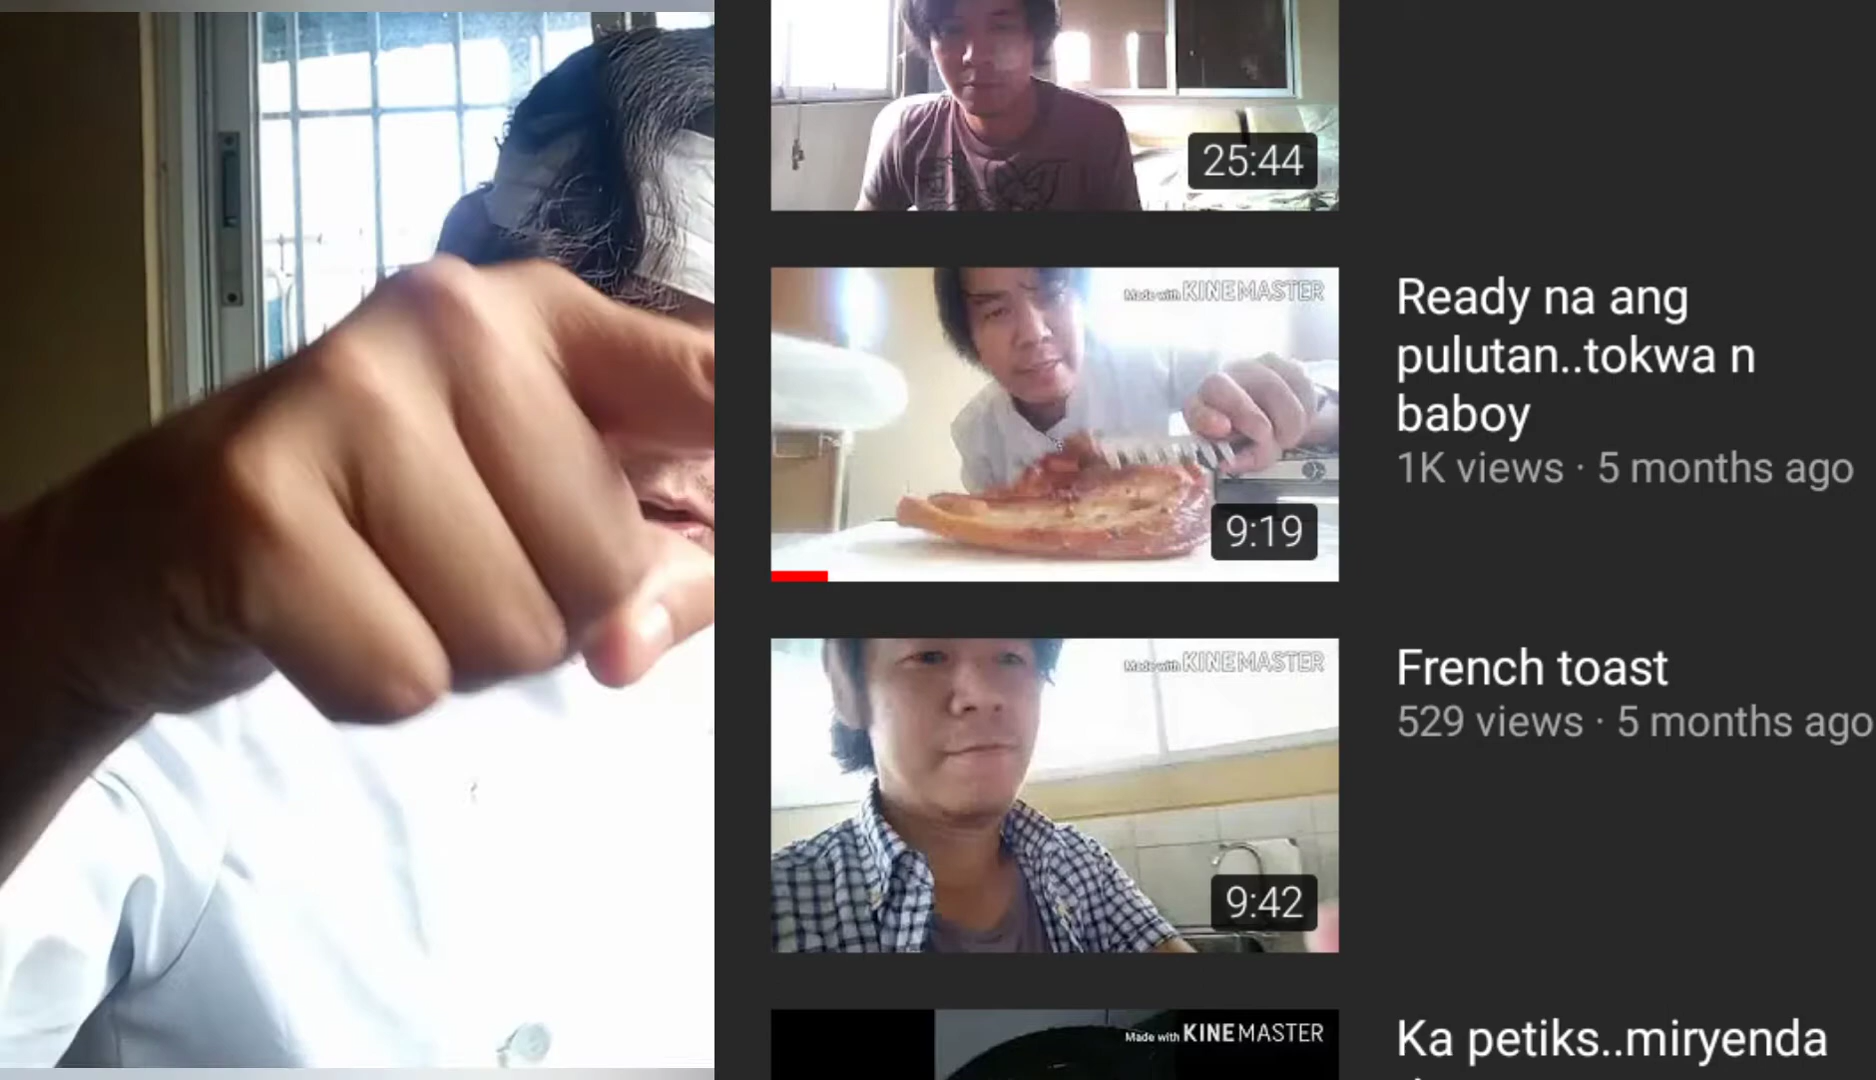 25:44
Made with KINEMASTER
9:19
Ready na ang
pulutan..tokwa n
baboy
1K views · 5 months ago
Made with KINEMASTER
9:42
French toast
529 views · 5 months ago
Made with KINEMASTER
Ka petiks..miryenda